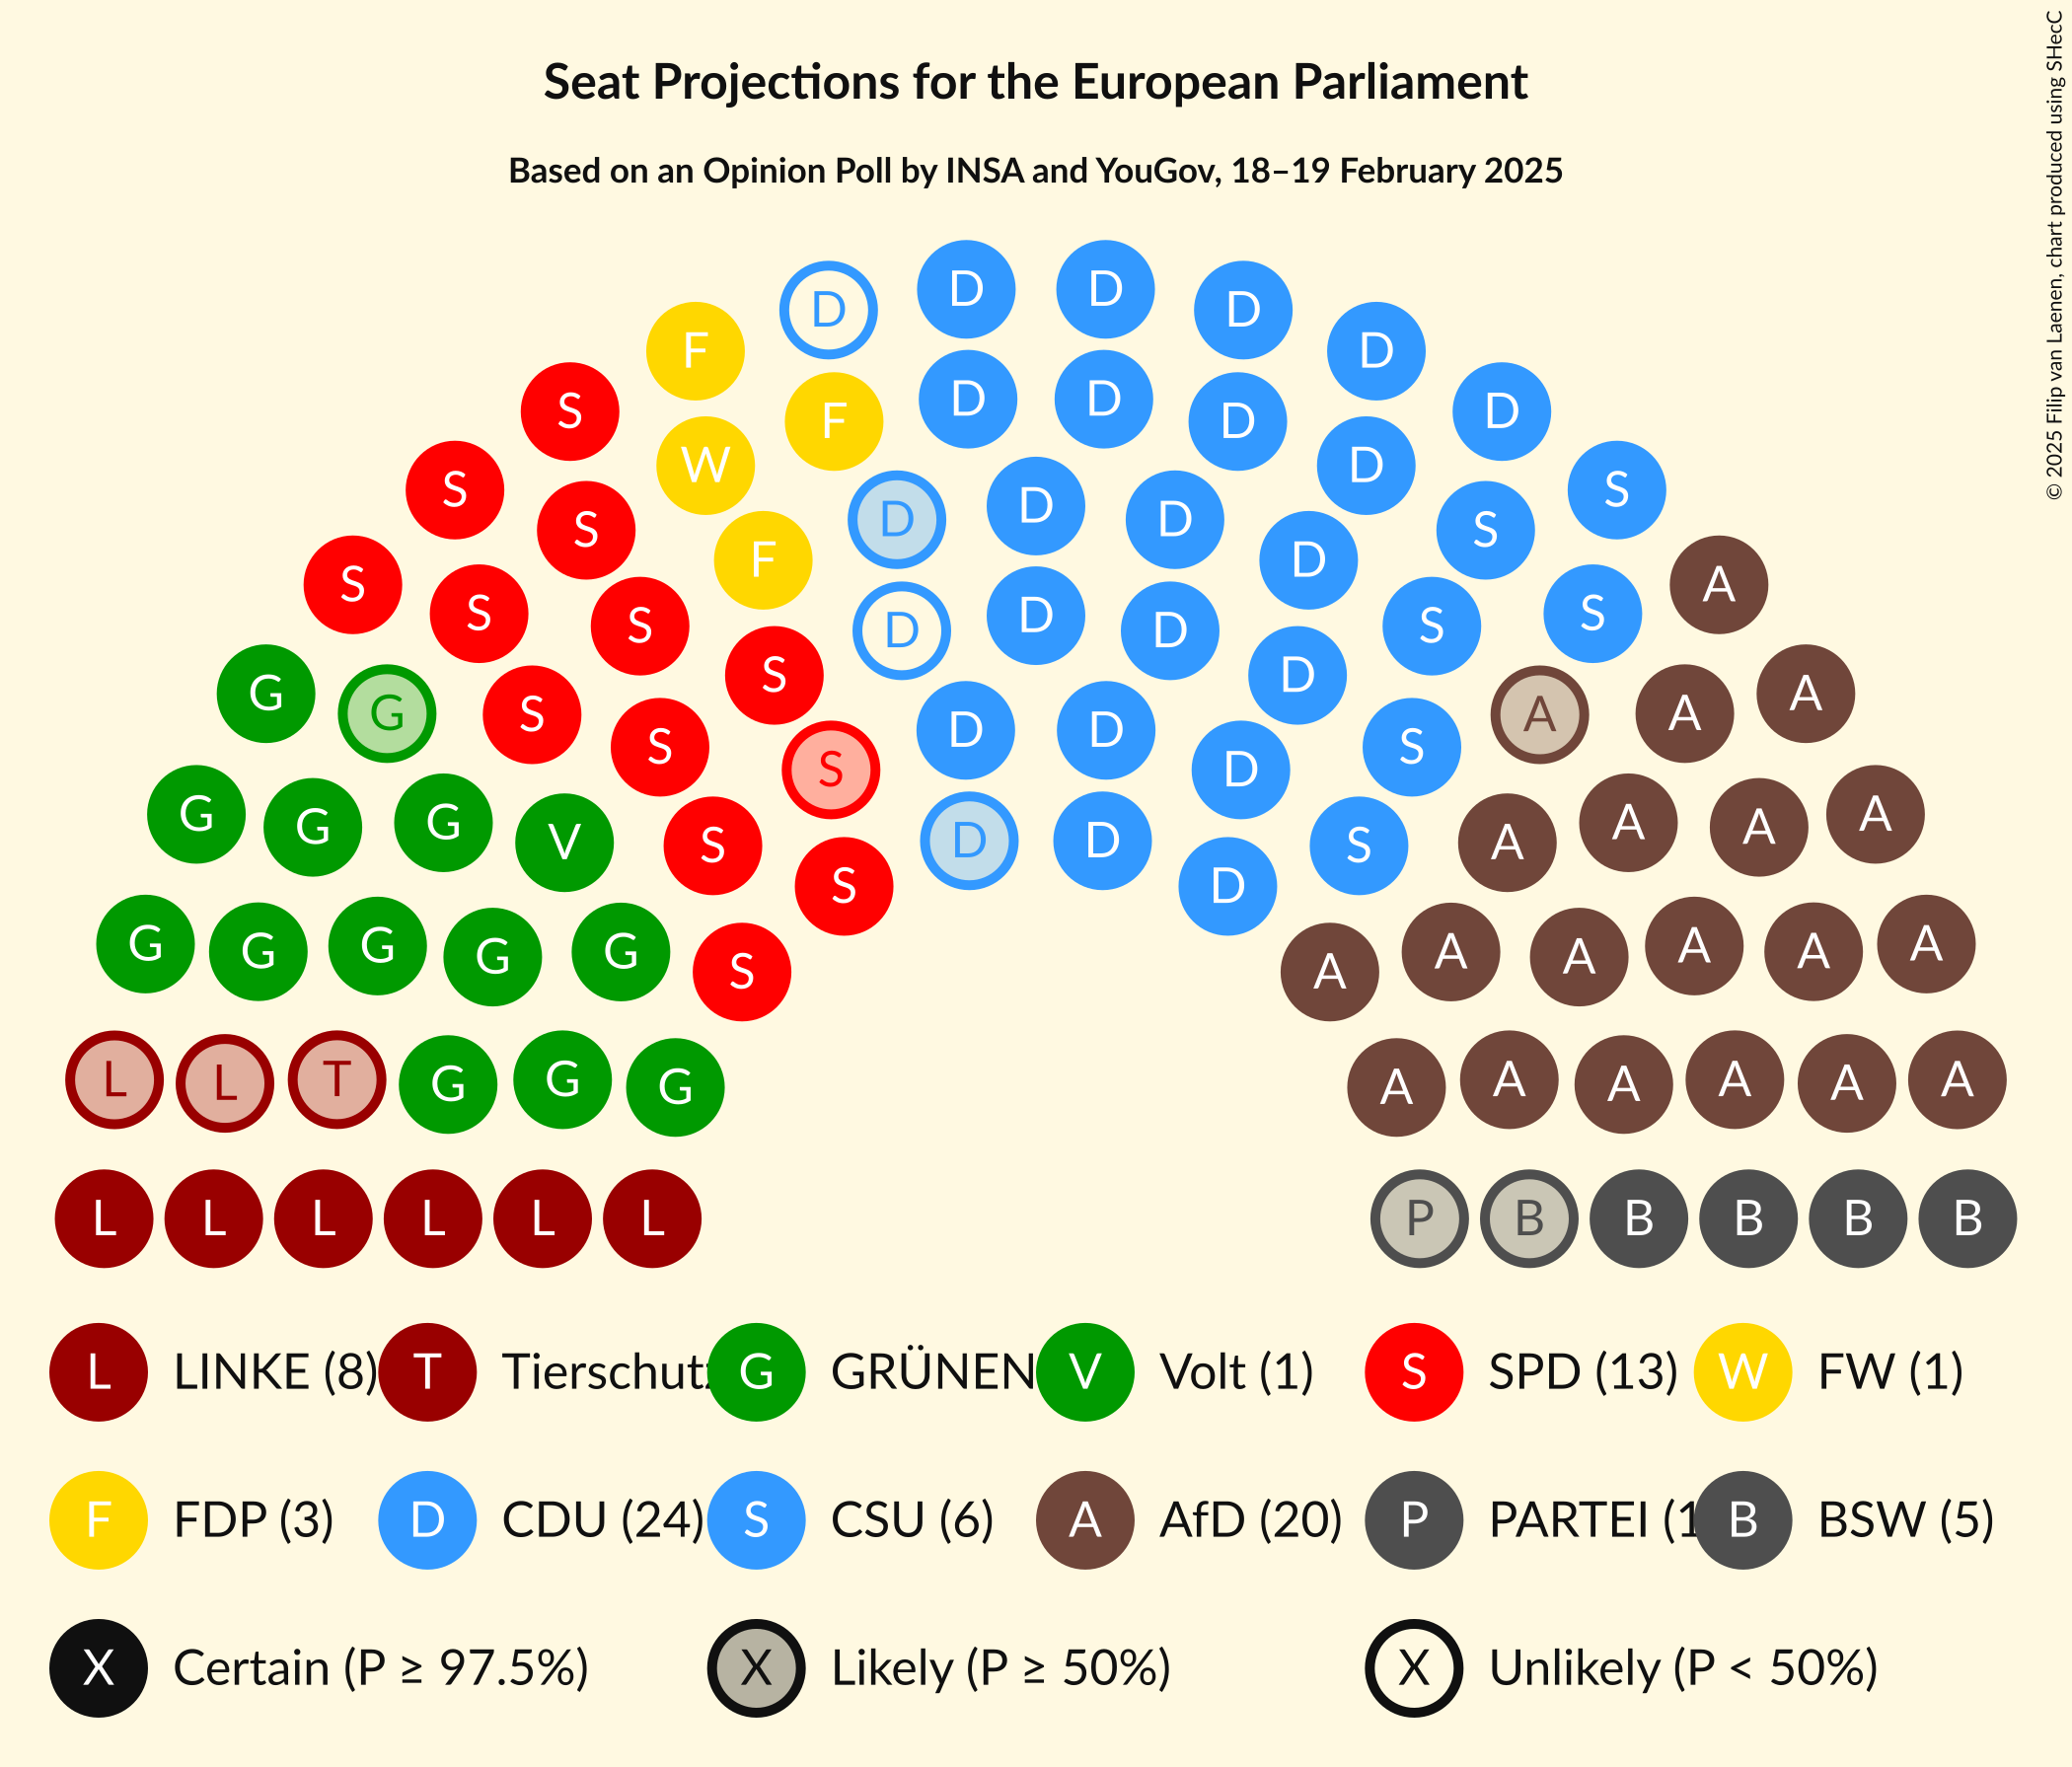 Seat Projections for the European Parliament
Based on an Opinion Poll by INSA and YouGov, 18–19 February 2025
© 2025 Filip van Laenen, chart produced using SHecC
D D D D
F D
S F D D D D
S W D S
S D D D S
S F D A
S S D D D S S
G S D A
G S S D D S A A
S D
G G G V S D D S A A A A
S D
G G G G G S A A A A A A
L L T G G G A A A A A A
L L L L L L P B B B B B
L LINKE (8) T Tierschutz G GRÜNEN V Volt (1) S SPD (13) W FW (1)
F FDP (3) D CDU (24) S CSU (6) A AfD (20) P PARTEI (1 B BSW (5)
X Certain (P ≥ 97.5%) X Likely (P ≥ 50%) X Unlikely (P < 50%)